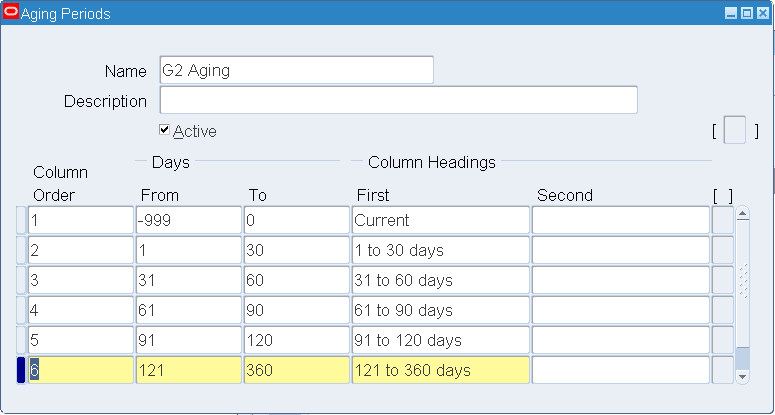 Aging Periods
Name G2 Aging
Description
Active [ ]
Days Column Headings
Column
Order From To First Second [ ]
1 -999 0 Current
2 1 30 1 to 30 days
3 31 60 31 to 60 days
4 61 90 61 to 90 days
5 91 120 91 to 120 days
6 121 360 121 to 360 days